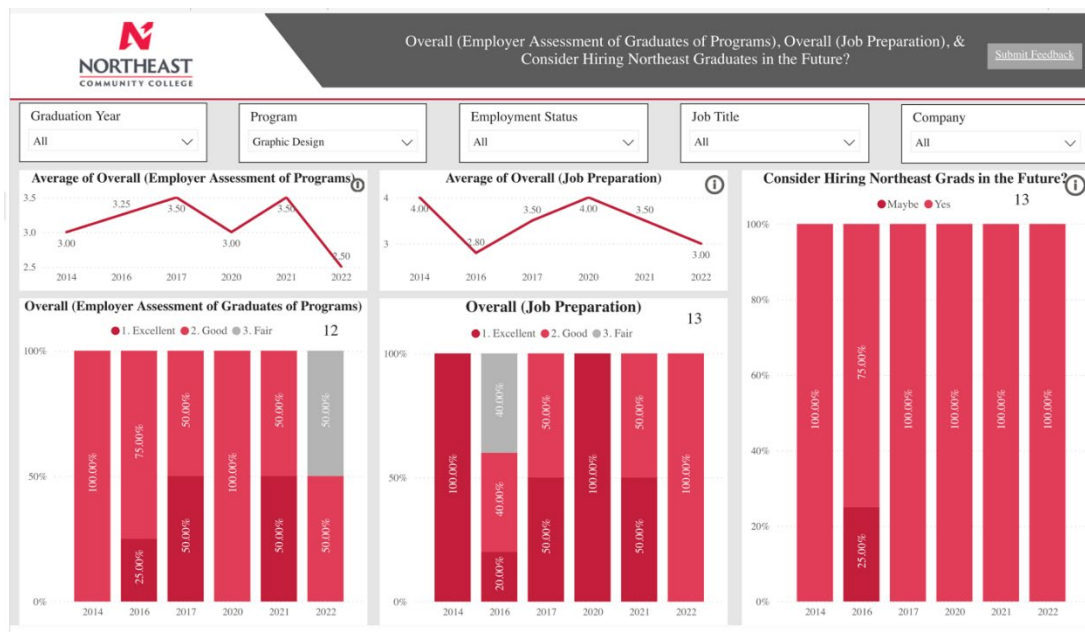 NORTHEAST
COMMUNITY COLLEGE
Overall (Employer Assessment of Graduates of Programs), Overall (Job Preparation), &
Consider Hiring Northeast Graduates in the Future?
Submit Feedback
Graduation Year
All
Program
Graphic Design
Employment Status
All
Job Title
All
Company
All
Average of Overall (Employer Assessment of Programs)
3.5
3.0
2.5
3.00
3.25
3.50
3.00
3.50
2.50
2014 2016 2017 2020 2021 2022
Average of Overall (Job Preparation)
4
3
4.00
2.80
3.50
4.00
3.50
3.00
2014 2016 2017 2020 2021 2022
Consider Hiring Northeast Grads in the Future?
13
Maybe Yes
100%
80%
60%
40%
20%
0%
100.00%
75.00%
25.00%
100.00%
100.00%
100.00%
100.00%
2014 2016 2017 2020 2021 2022
Overall (Employer Assessment of Graduates of Programs)
1. Excellent 2. Good 3. Fair
12
100%
50%
0%
100.00%
75.00%
25.00%
50.00%
50.00%
100.00%
50.00%
50.00%
50.00%
50.00%
2014 2016 2017 2020 2021 2022
Overall (Job Preparation)
13
1. Excellent 2. Good 3. Fair
100%
50%
0%
100.00%
40.00%
40.00%
20.00%
50.00%
50.00%
100.00%
50.00%
50.00%
100.00%
2014 2016 2017 2020 2021 2022